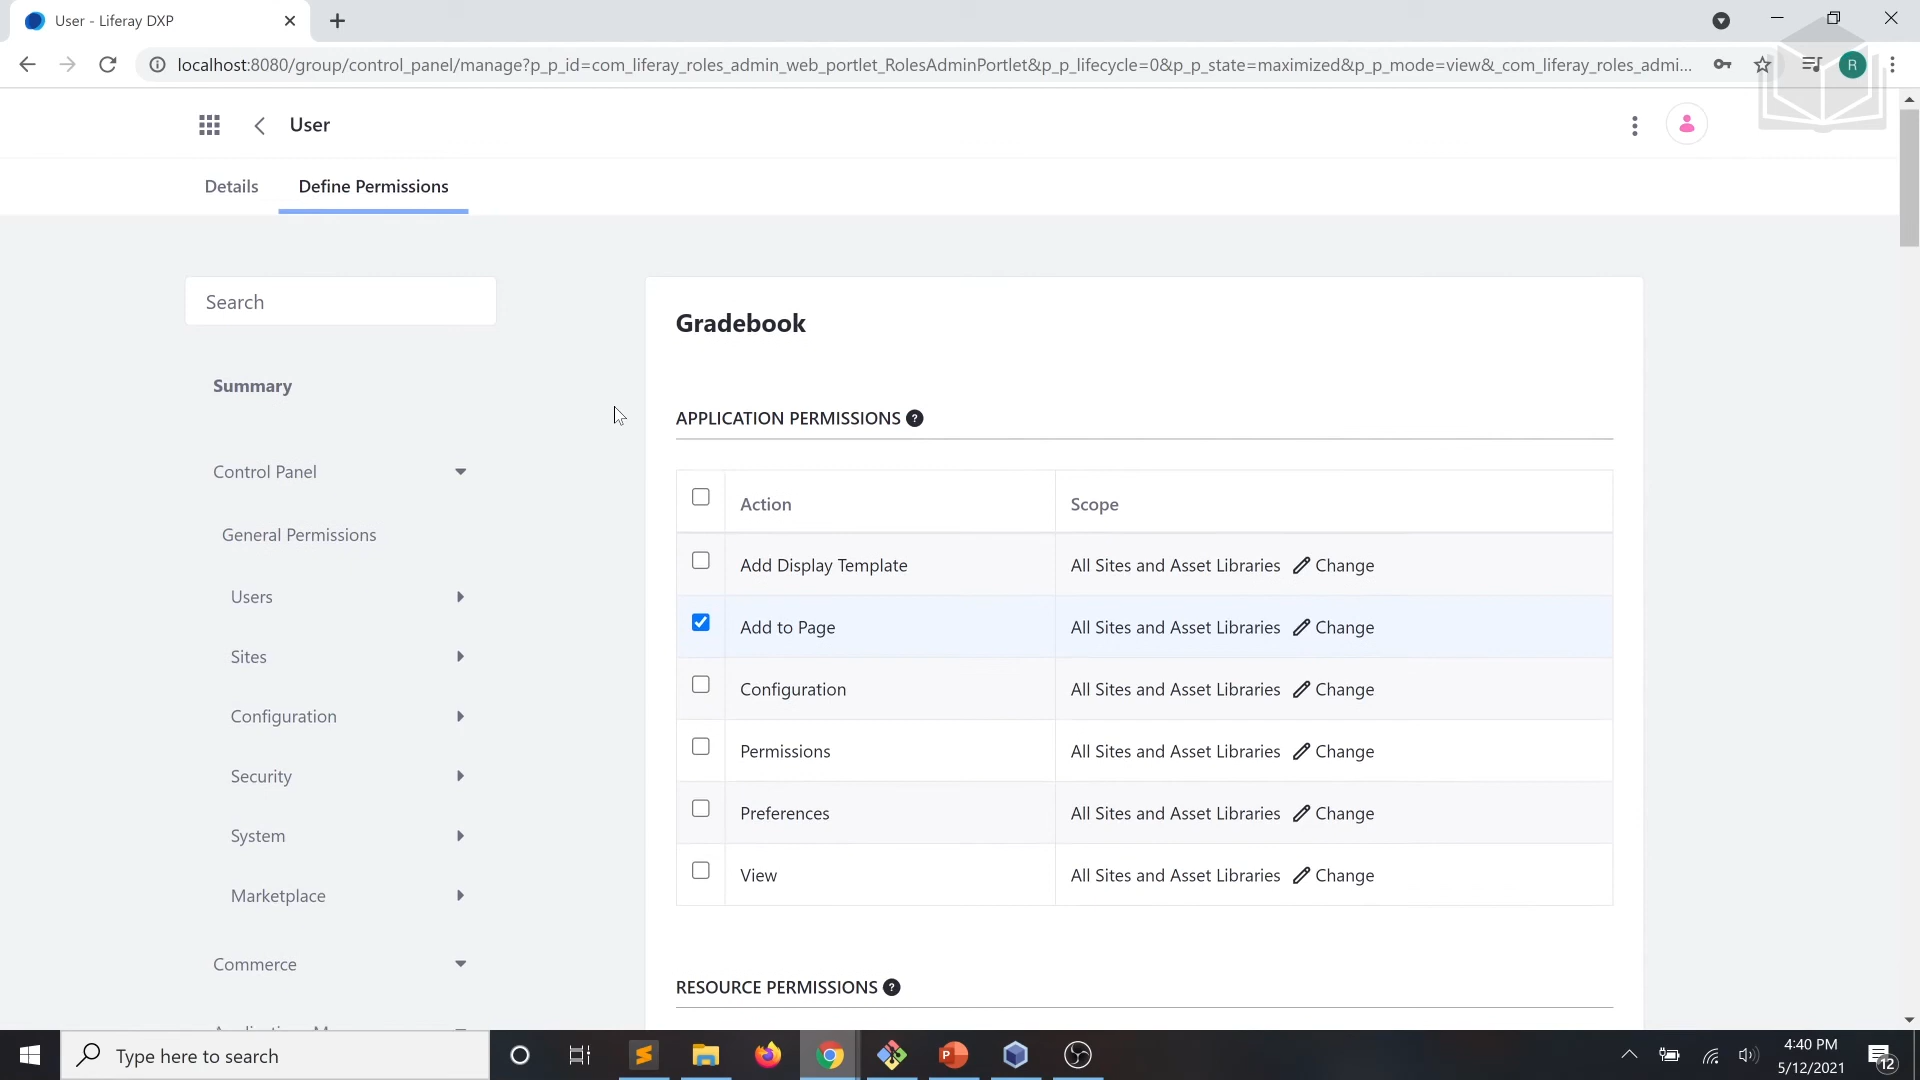 User - Liferay DXP
localhost:8080/group/control_panel/manage?p_p_id=com_liferay_roles_admin_web_portlet_RolesAdminPortlet&p_p_lifecycle=0&p_p_state=maximized&p_p_mode=view&_com_liferay_roles_admi...
R
User
Details
Define Permissions
Search
Gradebook
Summary
APPLICATION PERMISSIONS ?
Control Panel
Action
Scope
General Permissions
Add Display Template
All Sites and Asset Libraries
Change
Users
Add to Page
All Sites and Asset Libraries
Change
Sites
Configuration
All Sites and Asset Libraries
Change
Configuration
Permissions
All Sites and Asset Libraries
Change
Security
Preferences
All Sites and Asset Libraries
Change
System
View
All Sites and Asset Libraries
Change
Marketplace
Commerce
RESOURCE PERMISSIONS ?
Type here to search
4:40 PM
5/12/2021
12